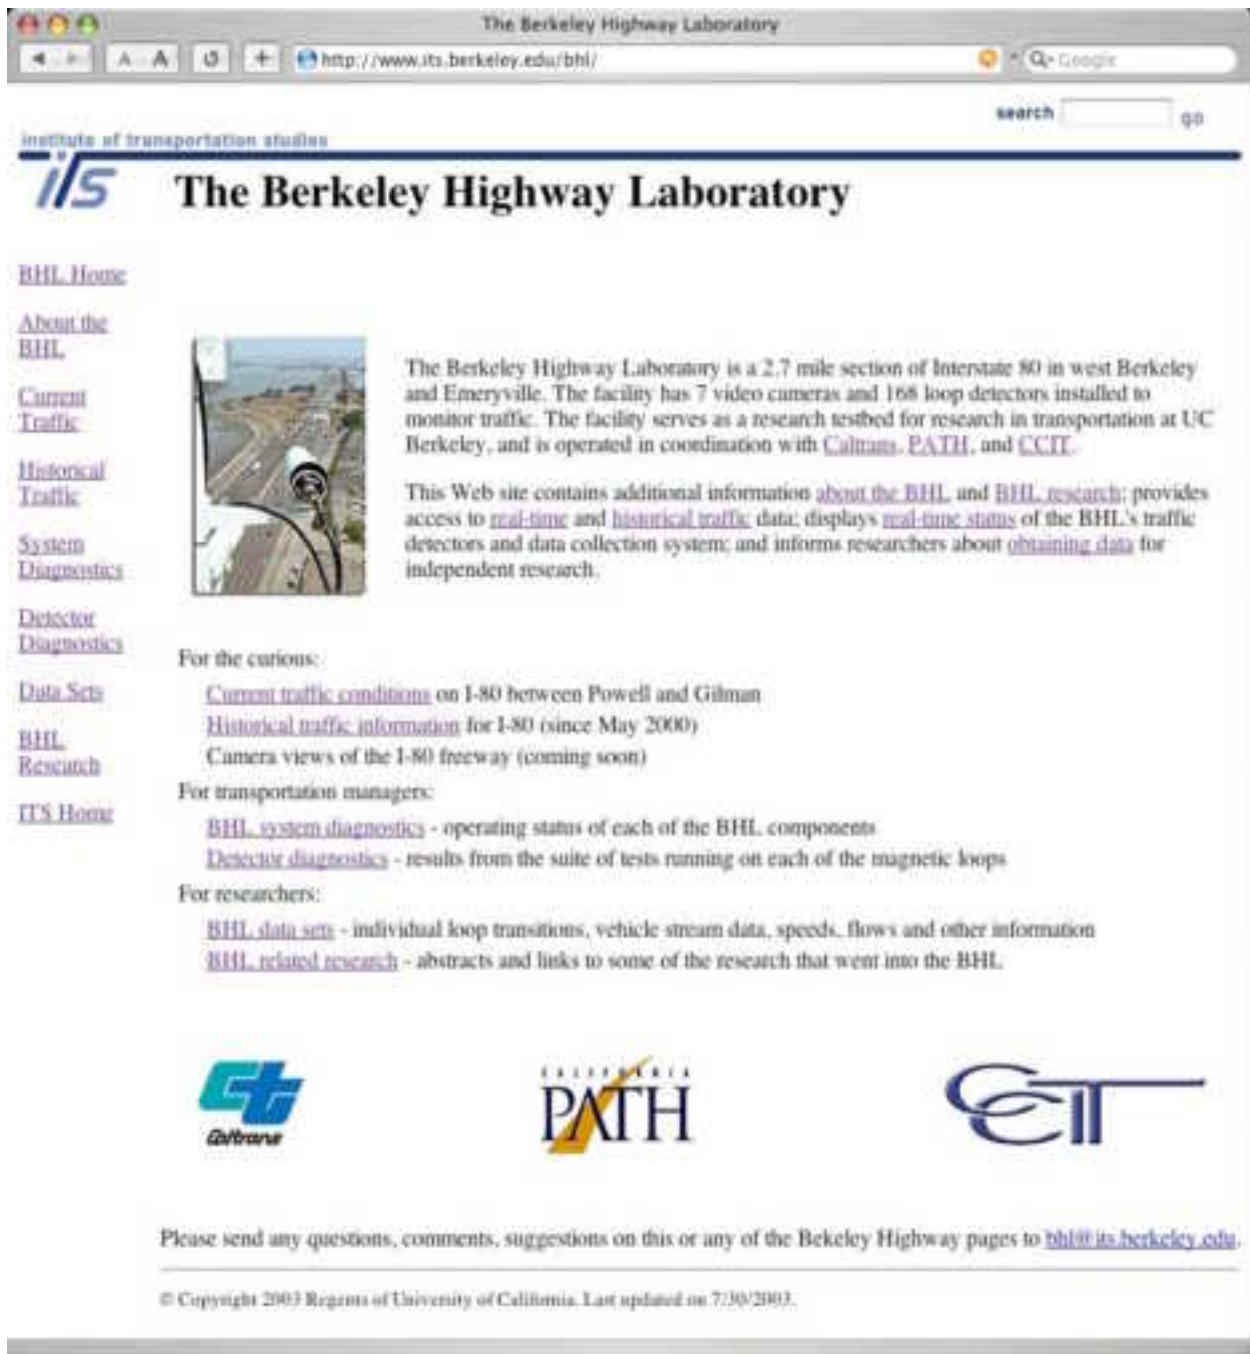 The Berkeley Highway Laboratory
A A
http://www.its.berkeley.edu/bhl/
Google
search go
institute of transportation studies
its
The Berkeley Highway Laboratory
BHL Home
About the
BHL
Current
Traffic
Historical
Traffic
System
Diagnostics
Detector
Diagnostics
Data Sets
BHL
Research
ITS Home
The Berkeley Highway Laboratory is a 2.7 mile section of Interstate 80 in west Berkeley
and Emeryville. The facility has 7 video cameras and 168 loop detectors installed to
monitor traffic. The facility serves as a research testbed for research in transportation at UC
Berkeley, and is operated in coordination with Caltrans, PATH, and CCIT.
This Web site contains additional information about the BHL and BHL research; provides
access to real-time and historical traffic data; displays real-time status of the BHL's traffic
detectors and data collection system; and informs researchers about obtaining data for
independent research.
For the curious:
Current traffic conditions on I-80 between Powell and Gilman
Historical traffic information for I-80 (since May 2000)
Camera views of the I-80 freeway (coming soon)
For transportation managers:
BHL system diagnostics - operating status of each of the BHL components
Detector diagnostics - results from the suite of tests running on each of the magnetic loops
For researchers:
BHL data sets - individual loop transitions, vehicle stream data, speeds, flows and other information
BHL related research - abstracts and links to some of the research that went into the BHL
Caltrans
CALIFORNIA
PATH
CCIT
Please send any questions, comments, suggestions on this or any of the Bekeley Highway pages to bhl@its.berkeley.edu.
© Copyright 2003 Regents of University of California. Last updated on 7/30/2003.